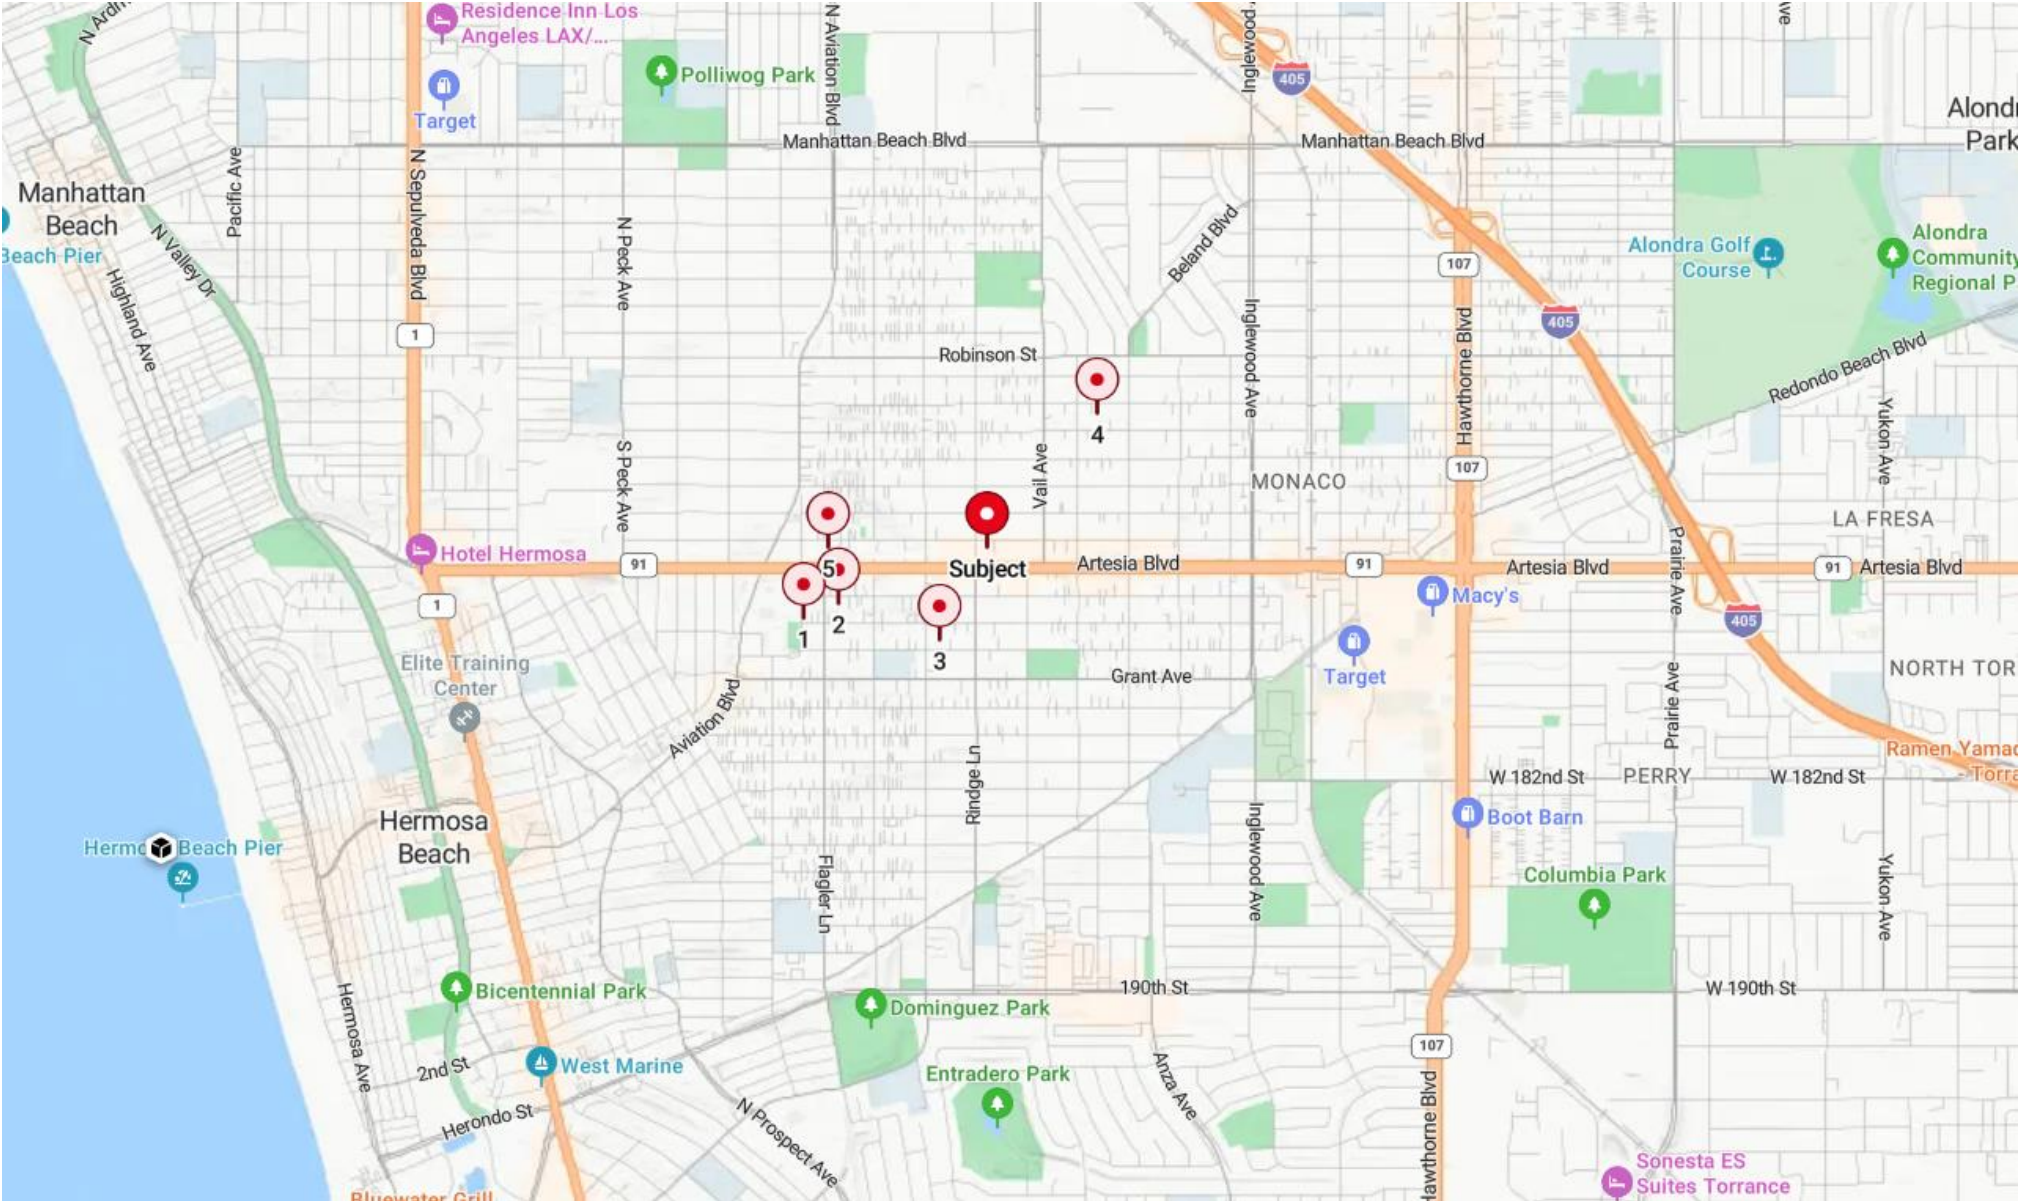 N Ardm
Residence Inn Los
Angeles LAX/...
Target
Polliwog Park
N Aviation Blvd
Inglewood
405
Ave
Alond
Park
Manhattan Beach Blvd
Manhattan Beach Blvd
Manhattan
Beach
Beach Pier
Pacific Ave
N Valley Dr
Highland Ave
N Sepulveda Blvd
1
N Peck Ave
Beland Blvd
107
Alondra Golf
Course
Alondra
Community
Regional P
405
Redondo Beach Blvd
Robinson St
Inglewood Ave
Hawthorne Blvd
4
S Peck Ave
Vail Ave
MONACO
107
Yukon Ave
LA FRESA
Hotel Hermosa
91
5
Subject
Artesia Blvd
91
Artesia Blvd
Prairie Ave
91
Artesia Blvd
1
Macy's
405
1
2
3
Elite Training
Center
Grant Ave
Target
Prairie Ave
NORTH TOR
Aviation Blvd
Rindge Ln
W 182nd St
PERRY
W 182nd St
Ramen Yama
Torra
Hermosa
Beach
Boot Barn
Herm
Beach Pier
Flagler Ln
Inglewood Ave
Columbia Park
Yukon Ave
Hermosa Ave
Bicentennial Park
Dominguez Park
190th St
W 190th St
2nd St
West Marine
Entradero Park
Anza Ave
107
Herondo St
N Prospect Ave
Hawthorne Blvd
Sonesta ES
Suites Torrance
Bluewater Grill